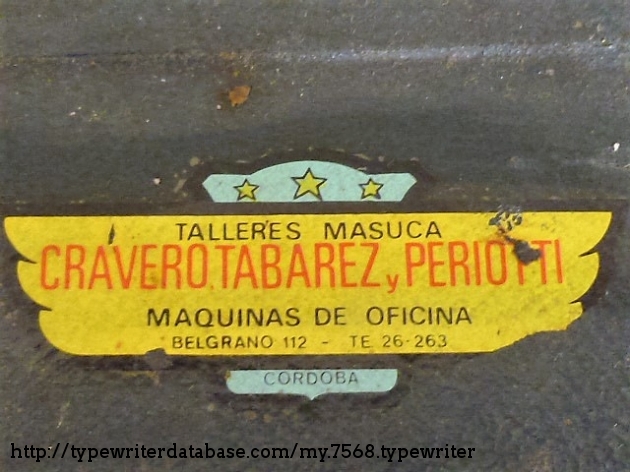 TALLERES MASUCA
CRAVERO, TABAREZ y PERIOTTI
MAQUINAS DE OFICINA
BELGRANO 112 - TE 26-263
CORDOBA
http://typewriterdatabase.com/my.7568.typewriter